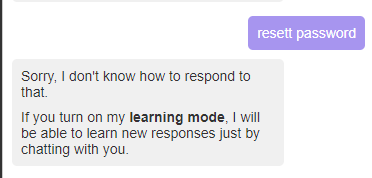 resett password
Sorry, I don't know how to respond to
that.
If you turn on my learning mode, I will
be able to learn new responses just by
chatting with you.